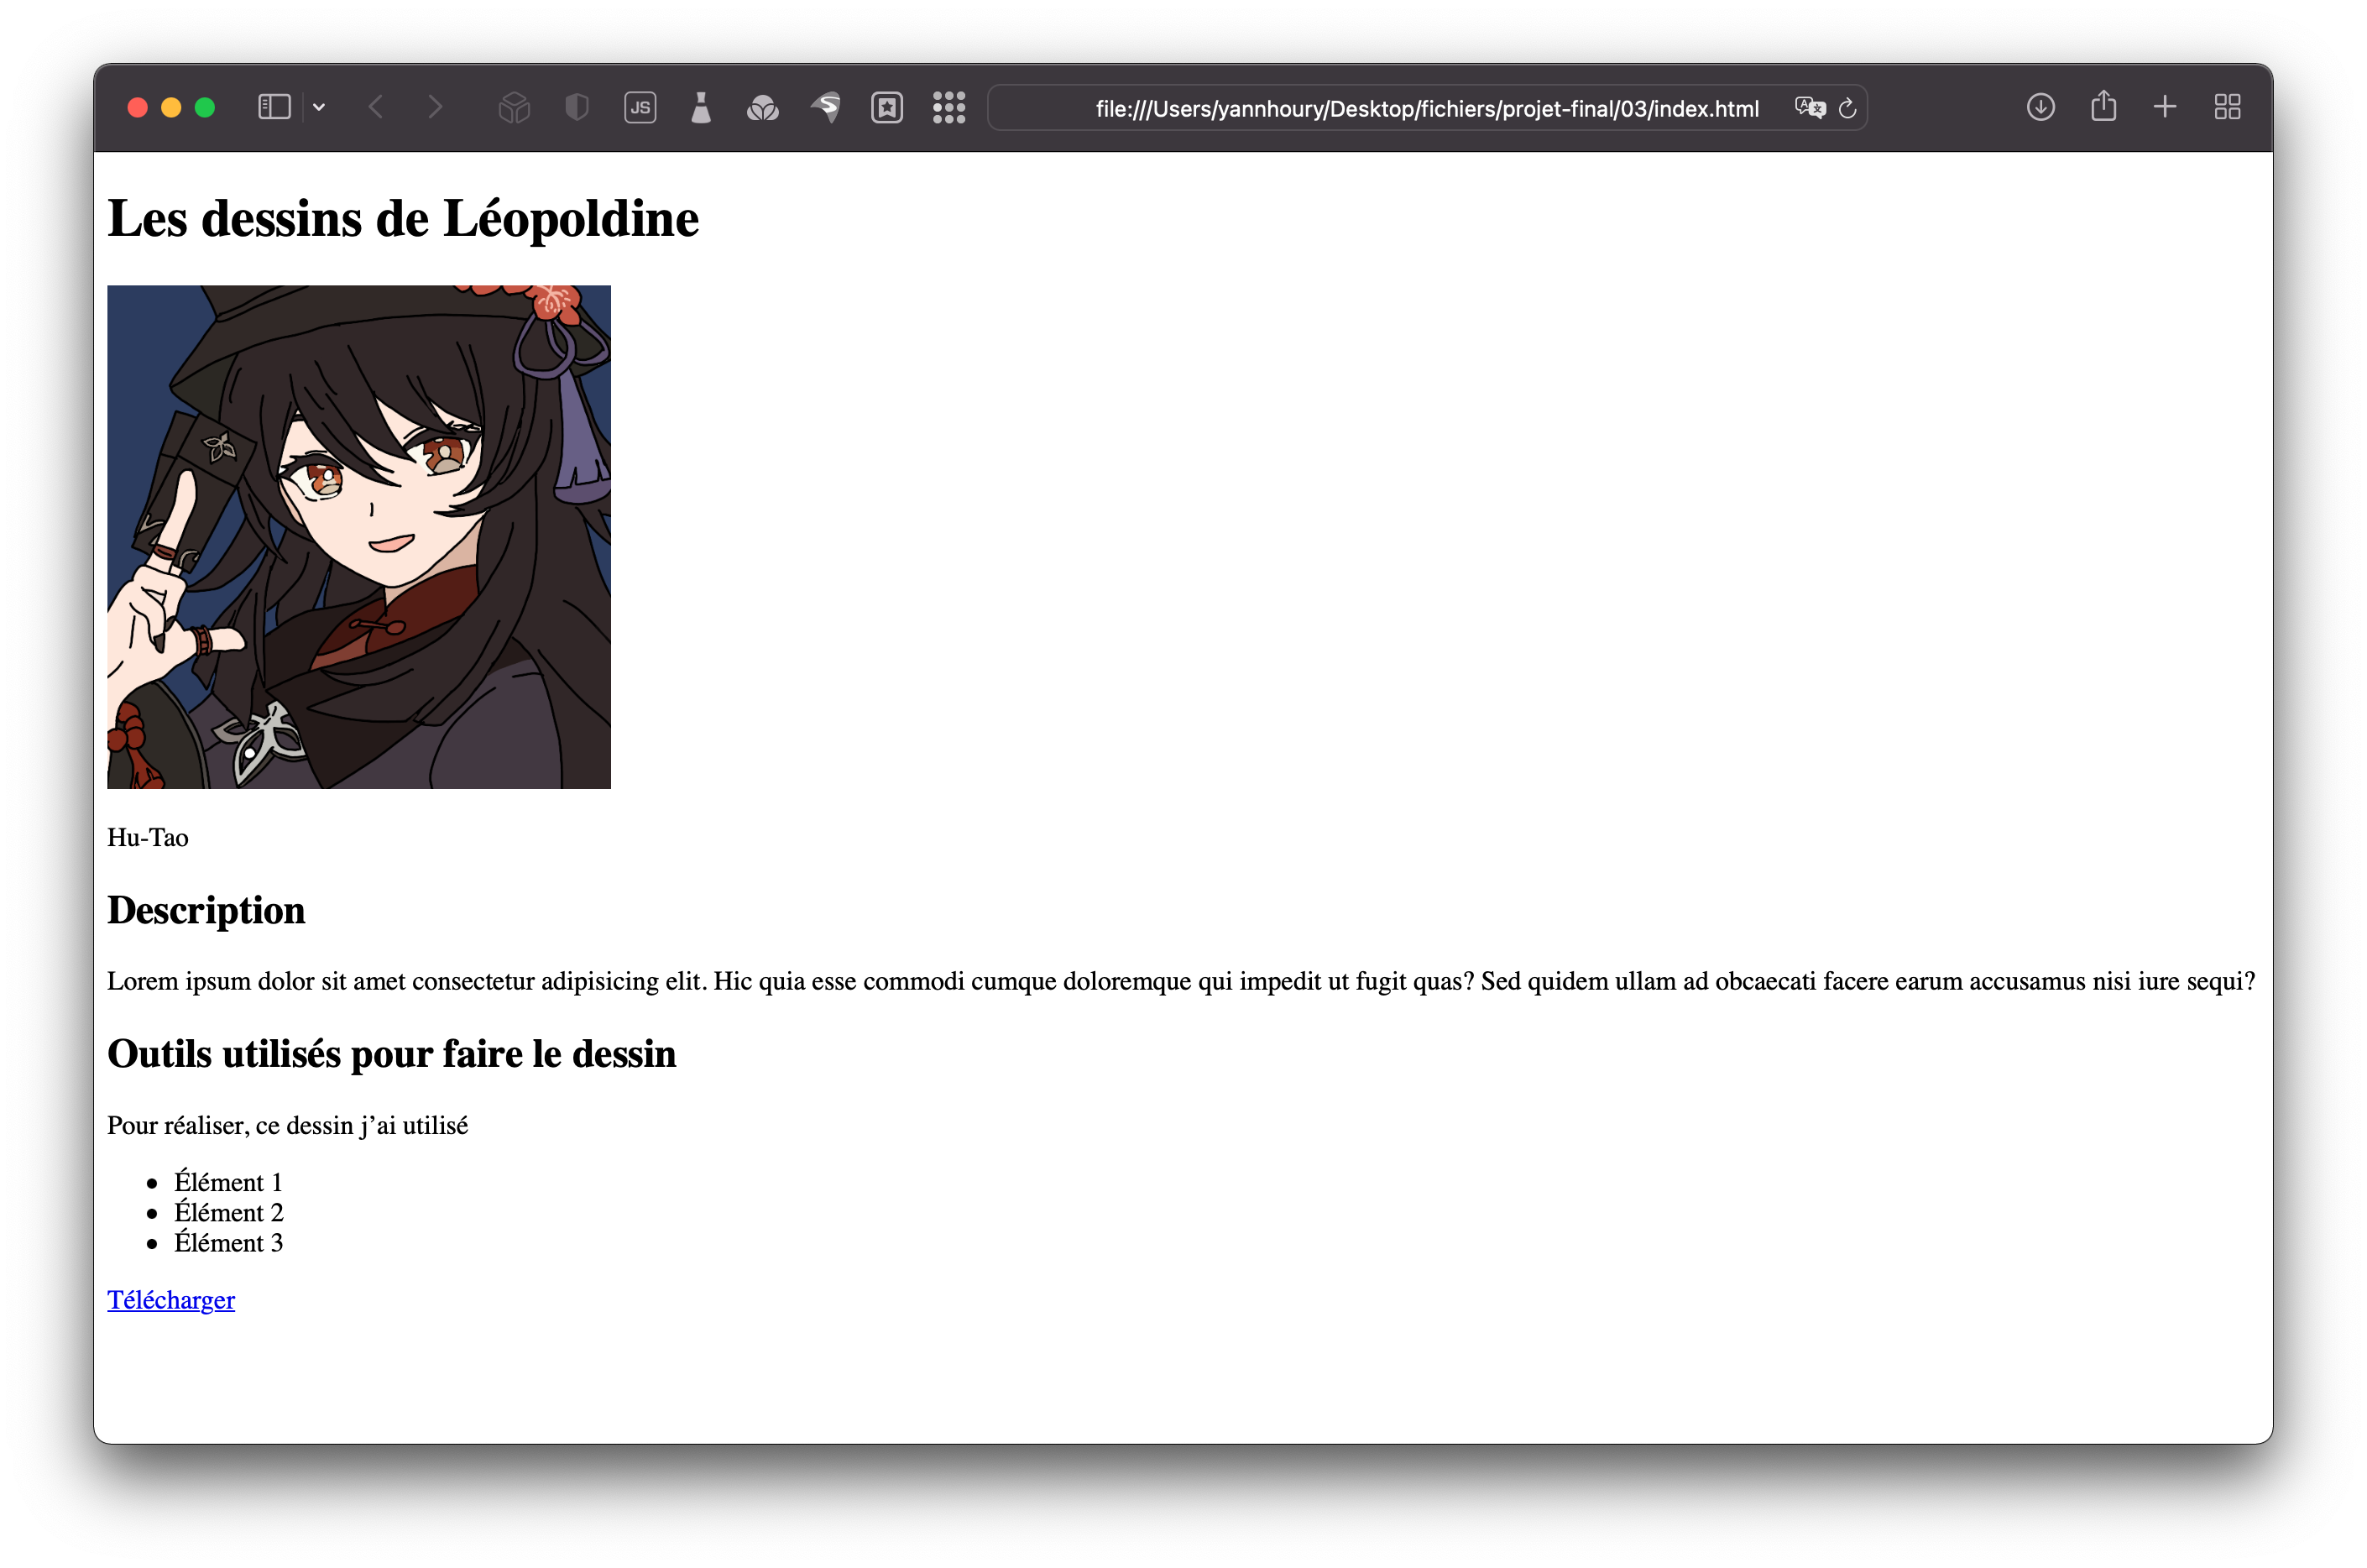 JS
file:///Users/yannhoury/Desktop/fichiers/projet-final/03/index.html
Les dessins de Léopoldine
Hu-Tao
Description
Lorem ipsum dolor sit amet consectetur adipisicing elit. Hic quia esse commodi cumque doloremque qui impedit ut fugit quas? Sed quidem ullam ad obcaecati facere earum accusamus nisi iure sequi?
Outils utilisés pour faire le dessin
Pour réaliser, ce dessin j’ai utilisé
• Élément 1
• Élément 2
• Élément 3
Télécharger